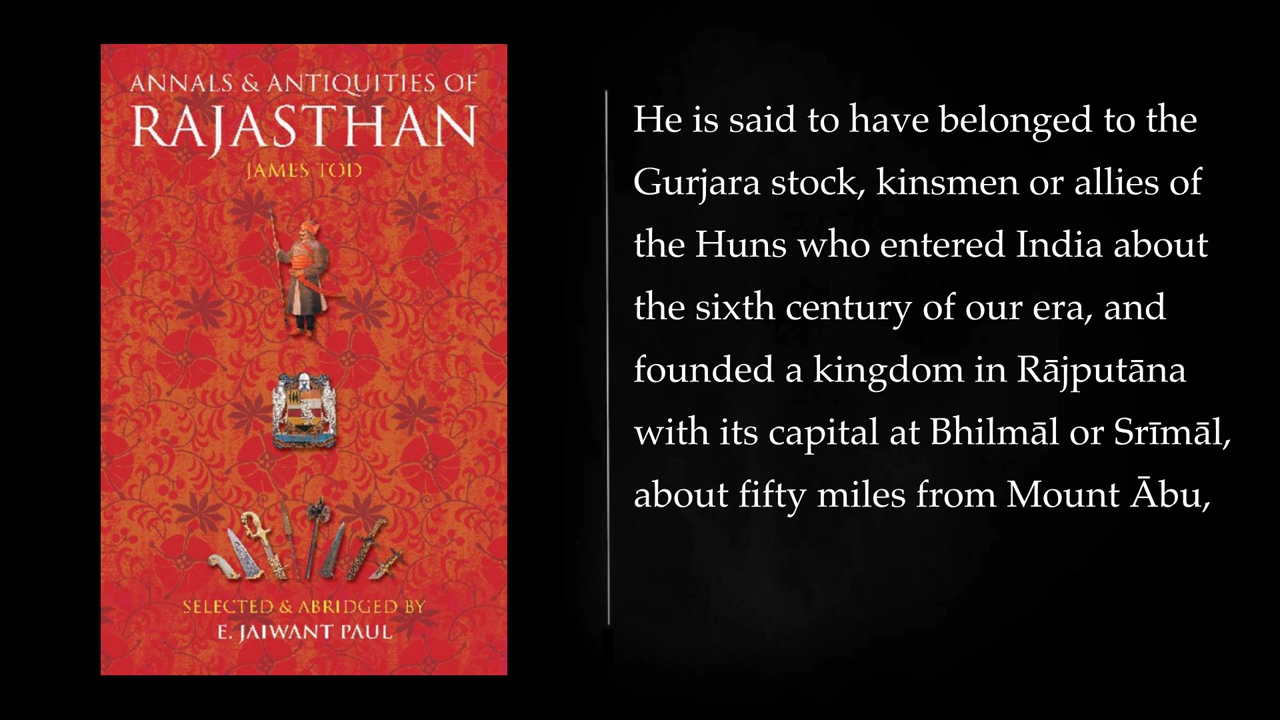 ANNALS & ANTIQUITIES OF
RAJASTHAN
JAMES TOD
SELECTED & ABRIDGED BY
E. JAIWANT PAUL
He is said to have belonged to the
Gurjara stock, kinsmen or allies of
the Huns who entered India about
the sixth century of our era, and
founded a kingdom in Rājputāna
with its capital at Bhilmāl or Srīmāl,
about fifty miles from Mount Ābu,